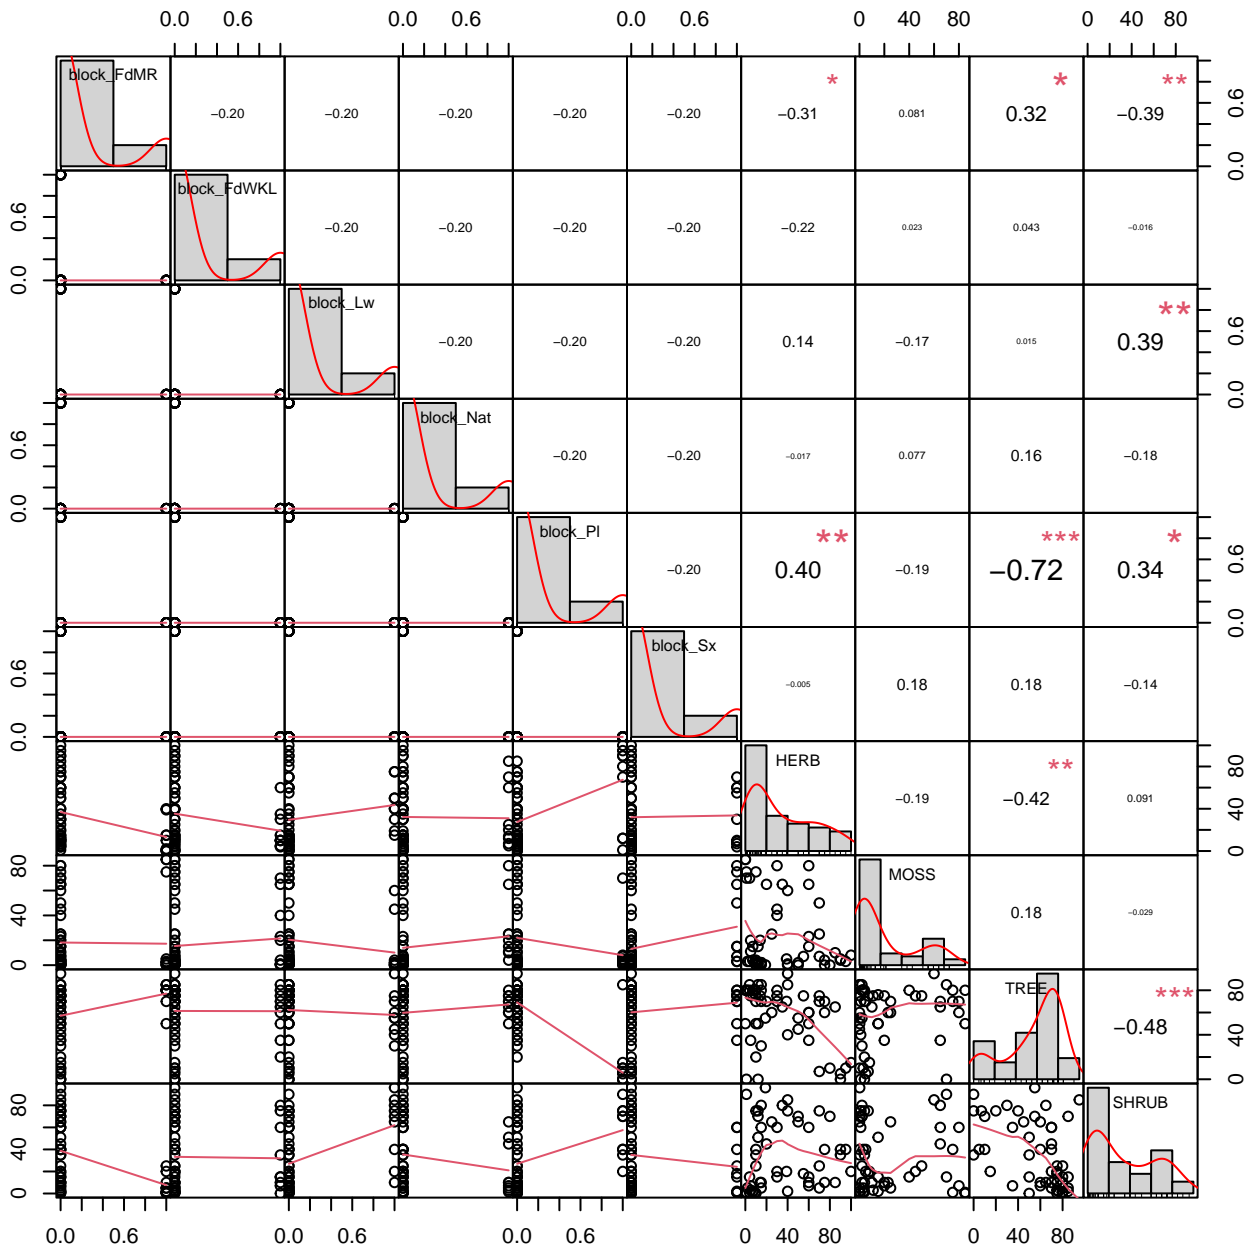 0.0 0.6 0.0 0.6 0.0 0.6 0 40 80 0 40 80
block_FdMR −0.20 −0.20 −0.20 −0.20 −0.20 −0.31 * 0.081 0.32 * −0.39 ** 0.0 0.6
0.0 0.6 block_FdWKL −0.20 −0.20 −0.20 −0.20 −0.22 0.023 0.043 −0.016
block_Lw −0.20 −0.20 −0.20 0.14 −0.17 0.015 0.39 ** 0.0 0.6
0.0 0.6 block_Nat −0.20 −0.20 −0.017 0.077 0.16 −0.18
block_Pl −0.20 0.40 ** −0.19 −0.72 *** 0.34 * 0.0 0.6
0.0 0.6 block_Sx −0.005 0.18 0.18 −0.14
HERB −0.19 −0.42 ** 0.091 0 40 80
0 40 80 MOSS 0.18 −0.029
TREE −0.48 *** 0 40 80
0 40 80 SHRUB
0.0 0.6 0.0 0.6 0.0 0.6 0 40 80 0 40 80